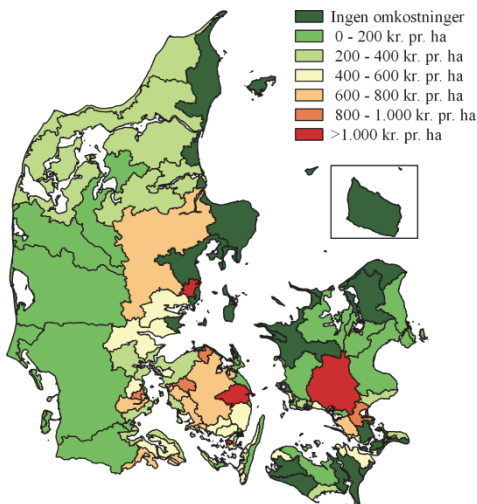 Ingen omkostninger
0 - 200 kr. pr. ha
200 - 400 kr. pr. ha
400 - 600 kr. pr. ha
600 - 800 kr. pr. ha
800 - 1.000 kr. pr. ha
>1.000 kr. pr. ha